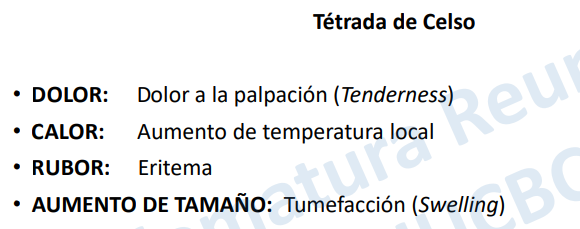 Tétrada de Celso
• DOLOR: Dolor a la palpación (Tenderness)
• CALOR: Aumento de temperatura local
• RUBOR: Eritema
• AUMENTO DE TAMAÑO: Tumefacción (Swelling)